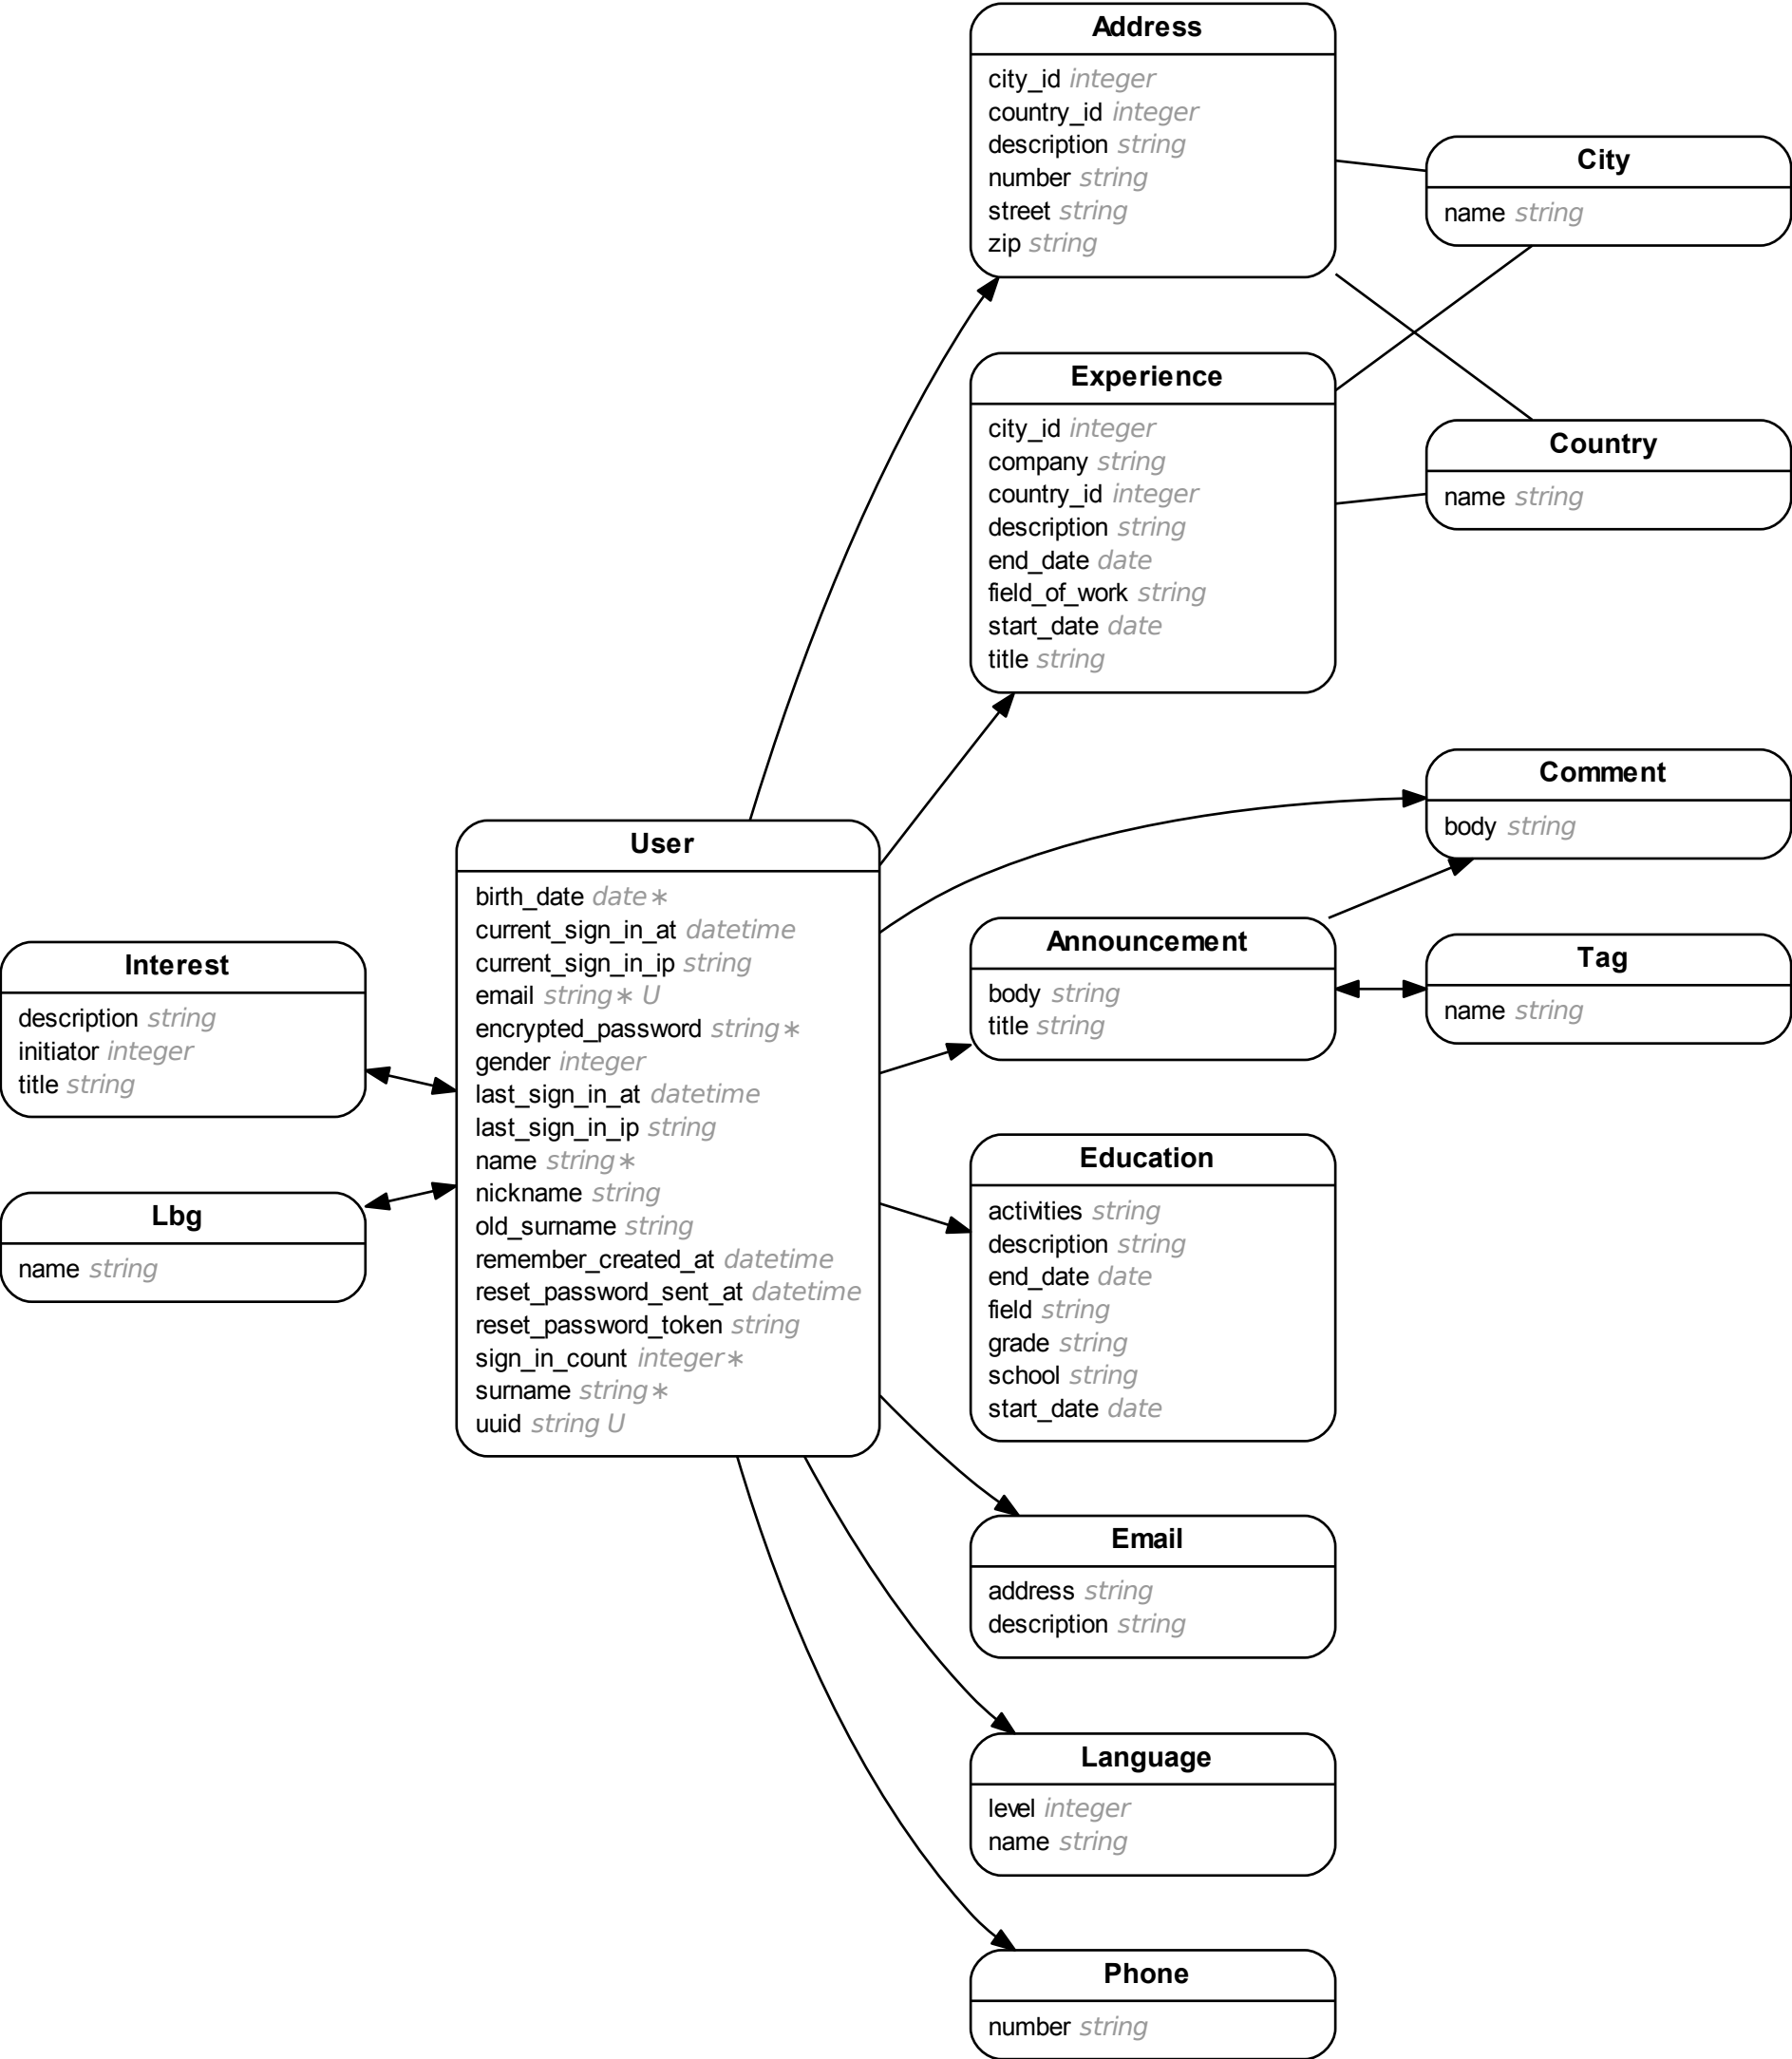 Address
city_id integer
country_id integer
description string
number string
street string
zip string
City
name string
Experience
city_id integer
company string
country_id integer
description string
end_date date
field_of_work string
start_date date
title string
Country
name string
Comment
body string
User
birth_date date ∗
current_sign_in_at datetime
current_sign_in_ip string
email string ∗ U
encrypted_password string ∗
gender integer
last_sign_in_at datetime
last_sign_in_ip string
name string ∗
nickname string
old_surname string
remember_created_at datetime
reset_password_sent_at datetime
reset_password_token string
sign_in_count integer ∗
surname string ∗
uuid string U
Interest
description string
initiator integer
title string
Lbg
name string
Announcement
body string
title string
Tag
name string
Education
activities string
description string
end_date date
field string
grade string
school string
start_date date
Email
address string
description string
Language
level integer
name string
Phone
number string